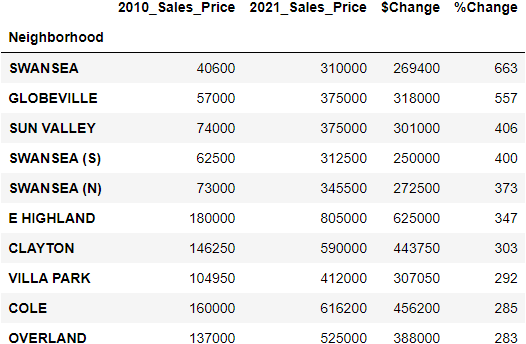 2010_Sales_Price 2021_Sales_Price $Change %Change
Neighborhood
SWANSEA 40600 310000 269400 663
GLOBEVILLE 57000 375000 318000 557
SUN VALLEY 74000 375000 301000 406
SWANSEA (S) 62500 312500 250000 400
SWANSEA (N) 73000 345500 272500 373
E HIGHLAND 180000 805000 625000 347
CLAYTON 146250 590000 443750 303
VILLA PARK 104950 412000 307050 292
COLE 160000 616200 456200 285
OVERLAND 137000 525000 388000 283